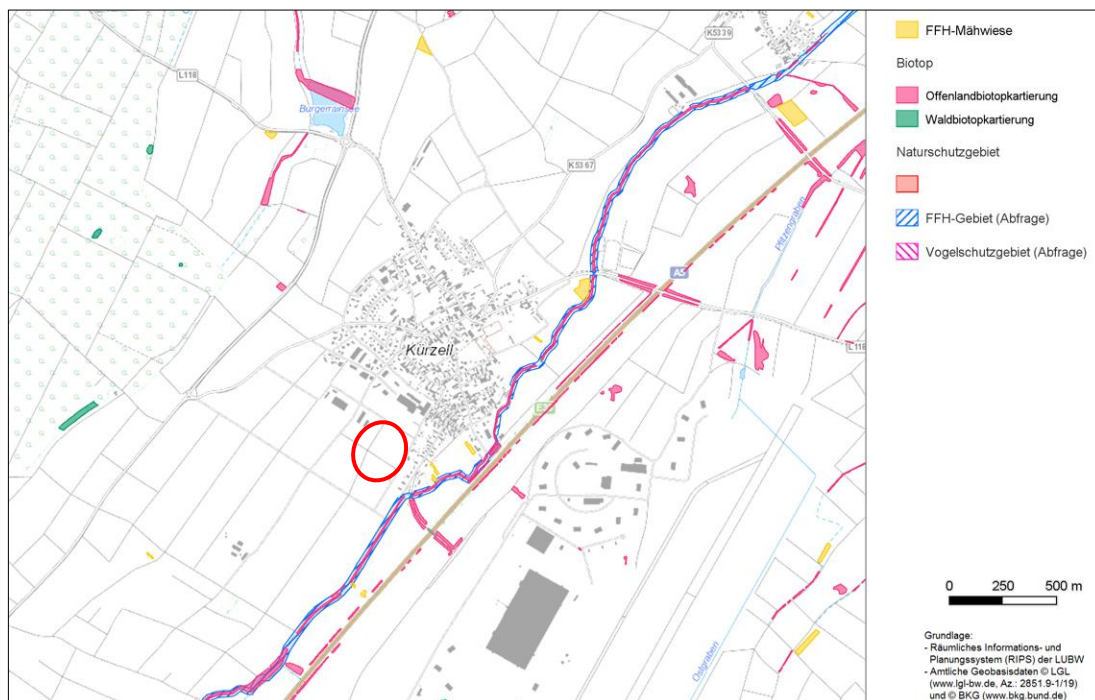 K5339
L118
Burgerrainsee
K5367
Pfitzengraben
A5
Kürzell
L118
Ostgraben
FFH-Mähwiese
Biotop
Offenlandbiotopkartierung
Waldbiotopkartierung
Naturschutzgebiet
FFH-Gebiet (Abfrage)
Vogelschutzgebiet (Abfrage)
0 250 500 m
Grundlage:
- Räumliches Informations- und
Planungssystem (RIPS) der LUBW
- Amtliche Geobasisdaten © LGL
(www.lgl-bw.de, Az.: 2851.9-1/19)
und © BKG (www.bkg.bund.de)